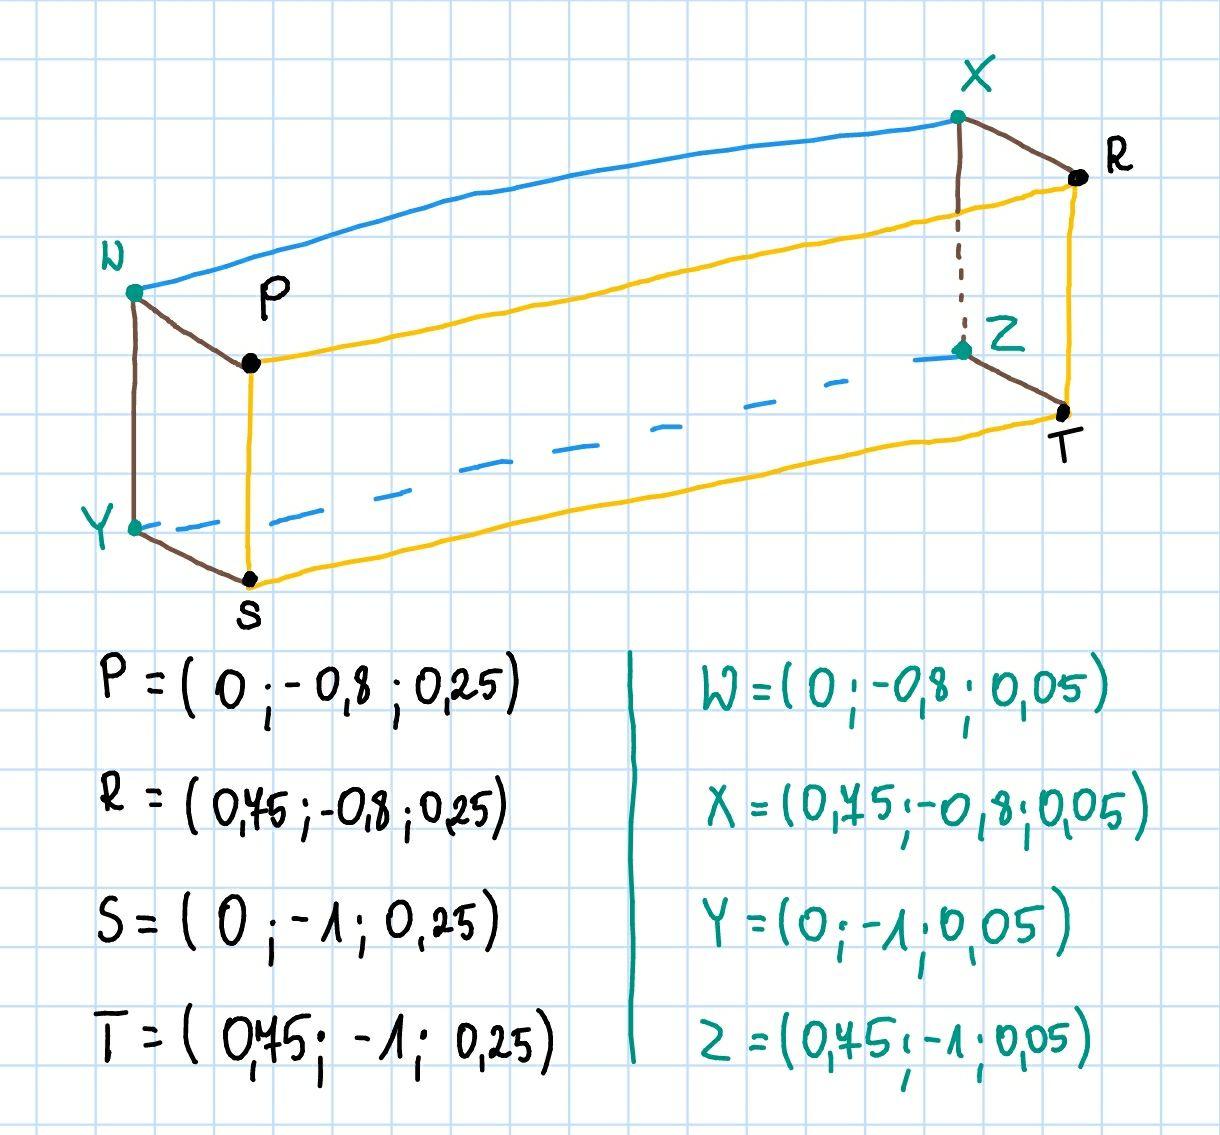 X
R
W
P
Z
T
Y
S
P = ( 0 ; - 0,8 ; 0,25)
R = ( 0,75 ; -0,8 ; 0,25)
S = ( 0 ; -1 ; 0,25)
T = ( 0,75 ; -1 ; 0,25)
W = ( 0 ; -0,8 ; 0,05)
X = ( 0,75 ; -0,8 ; 0,05)
Y = ( 0 ; -1 ; 0,05)
Z = ( 0,75 ; -1 ; 0,05)